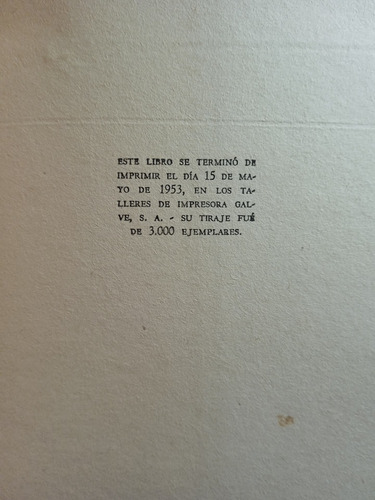 ESTE LIBRO SE TERMINÓ DE
IMPRIMIR EL DÍA 15 DE MA-
YO DE 1953, EN LOS TA-
LLERES DE IMPRESORA GAL-
VE, S. A. - SU TIRAJE FUÉ
DE 3.000 EJEMPLARES.